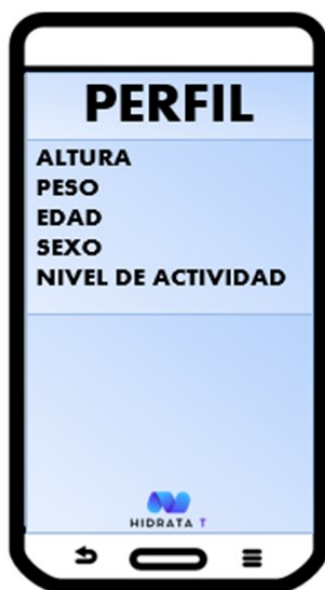 PERFIL
ALTURA
PESO
EDAD
SEXO
NIVEL DE ACTIVIDAD
HIDRATA T